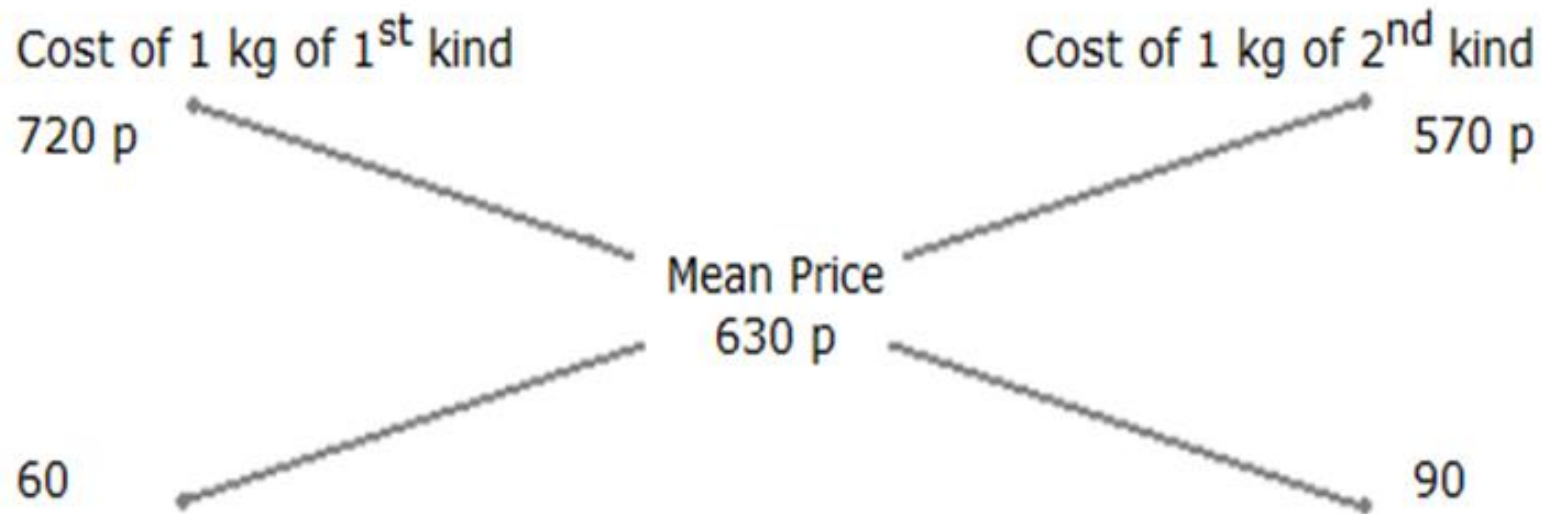 Cost of 1 kg of 1st kind
Cost of 1 kg of 2nd kind
720 p
570 p
Mean Price
630 p
60
90